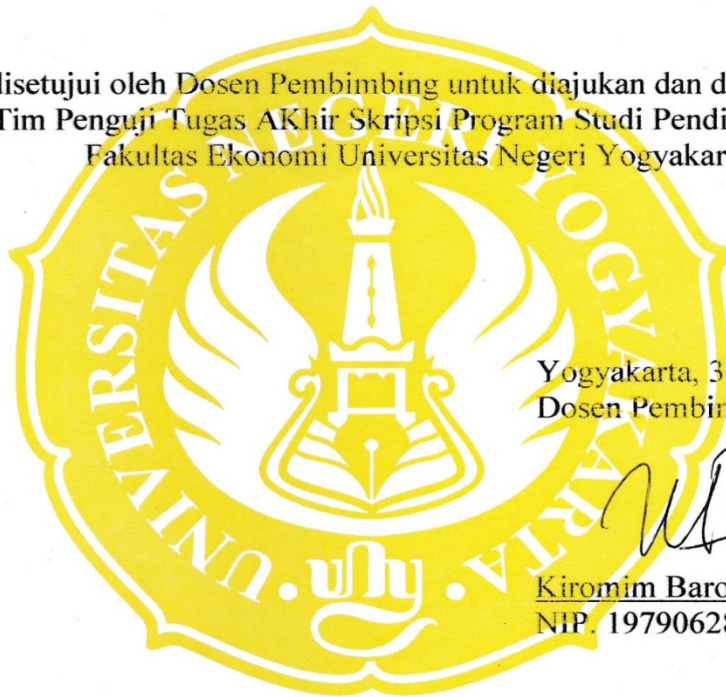 disetujui oleh Dosen Pembimbing untuk diajukan dan d
Tim Penguji Tugas AKhir Skripsi Program Studi Pendi
Fakultas Ekonomi Universitas Negeri Yogyakar
UNIVERSITAS NEGERI YOGYAKARTA
Yogyakarta, 3
Dosen Pembin
uny
Kiromim Baro
NIP. 19790628